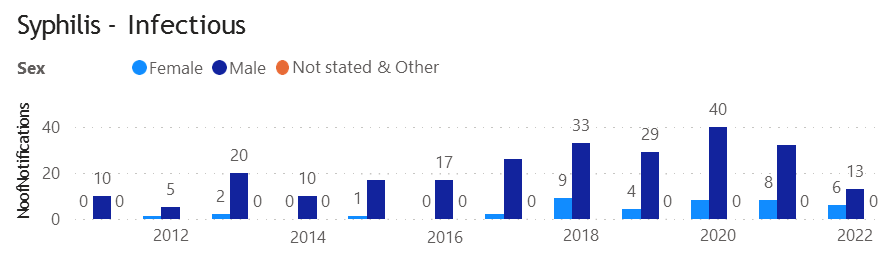 Syphilis - Infectious
Sex Female Male Not stated & Other
NoofNotifications
40
20
0
0 10 0 5 2 20 0 0 10 0 1 0 17 0 9 33 4 29 0 40 0 8 0 6 13 0
2012 2014 2016 2018 2020 2022